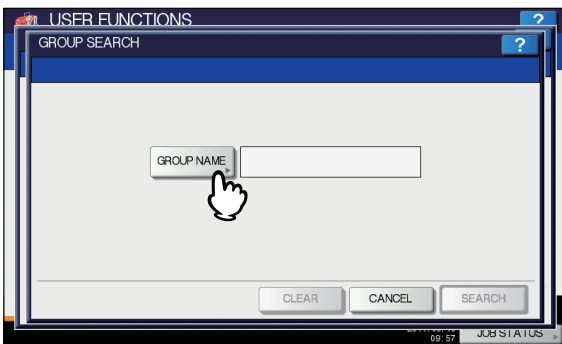 USER FUNCTIONS
?
GROUP SEARCH
?
GROUP NAME
CLEAR
CANCEL
SEARCH
09:57
JOB STATUS